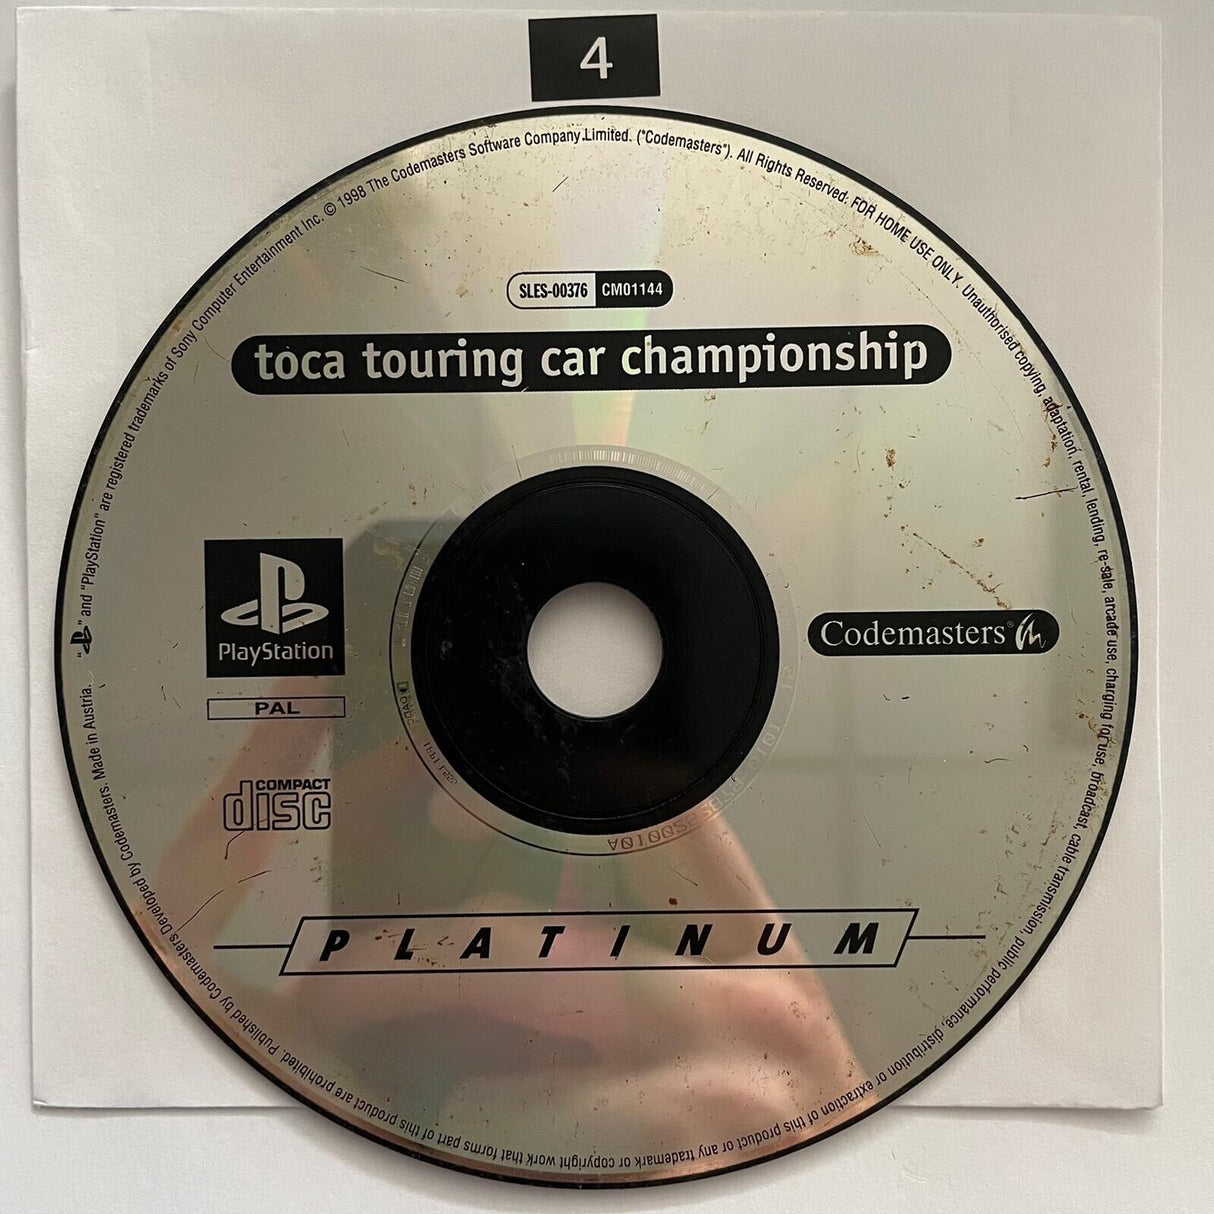 4
"PS" and "PlayStation" are registered trademarks of Sony Computer Entertainment Inc. © 1998 The Codemasters Software Company Limited. ("Codemasters"). All Rights Reserved. FOR HOME USE ONLY. Unauthorised copying, adaptation, rental, lending, re-sale, arcade use, charging for use, broadcast, cable transmission, public performance, distribution or extraction of this product or any trademark or copyright work that forms part of this product are prohibited. Published by Codemasters. Developed by Codemasters. Made in Austria.
SLES-00376 CM01144
toca touring car championship
PlayStation
Codemasters®
PAL
COMPACT
disc
PLATINUM